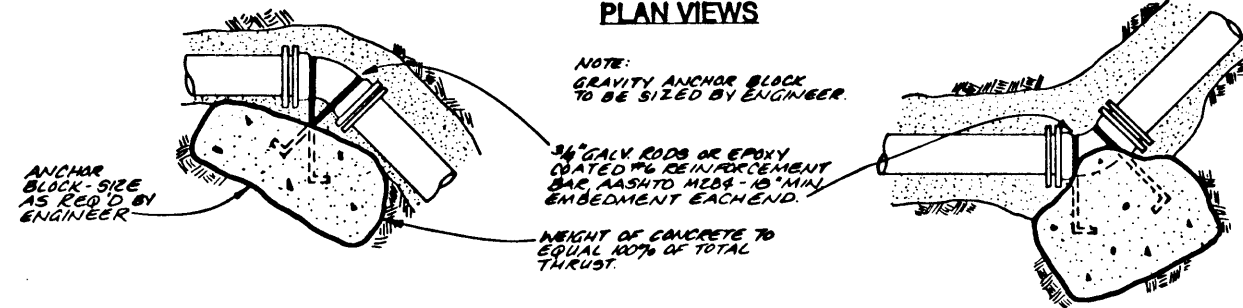 PLAN VIEWS
NOTE:
GRAVITY ANCHOR BLOCK
TO BE SIZED BY ENGINEER.
3/4" GALV. RODS OR EPOXY
COATED #6 REINFORCEMENT
BAR, AASHTO M284 - 18" MIN.
EMBEDMENT EACH END.
ANCHOR
BLOCK - SIZE
AS REQ'D BY
ENGINEER
WEIGHT OF CONCRETE TO
EQUAL 100% OF TOTAL
THRUST.